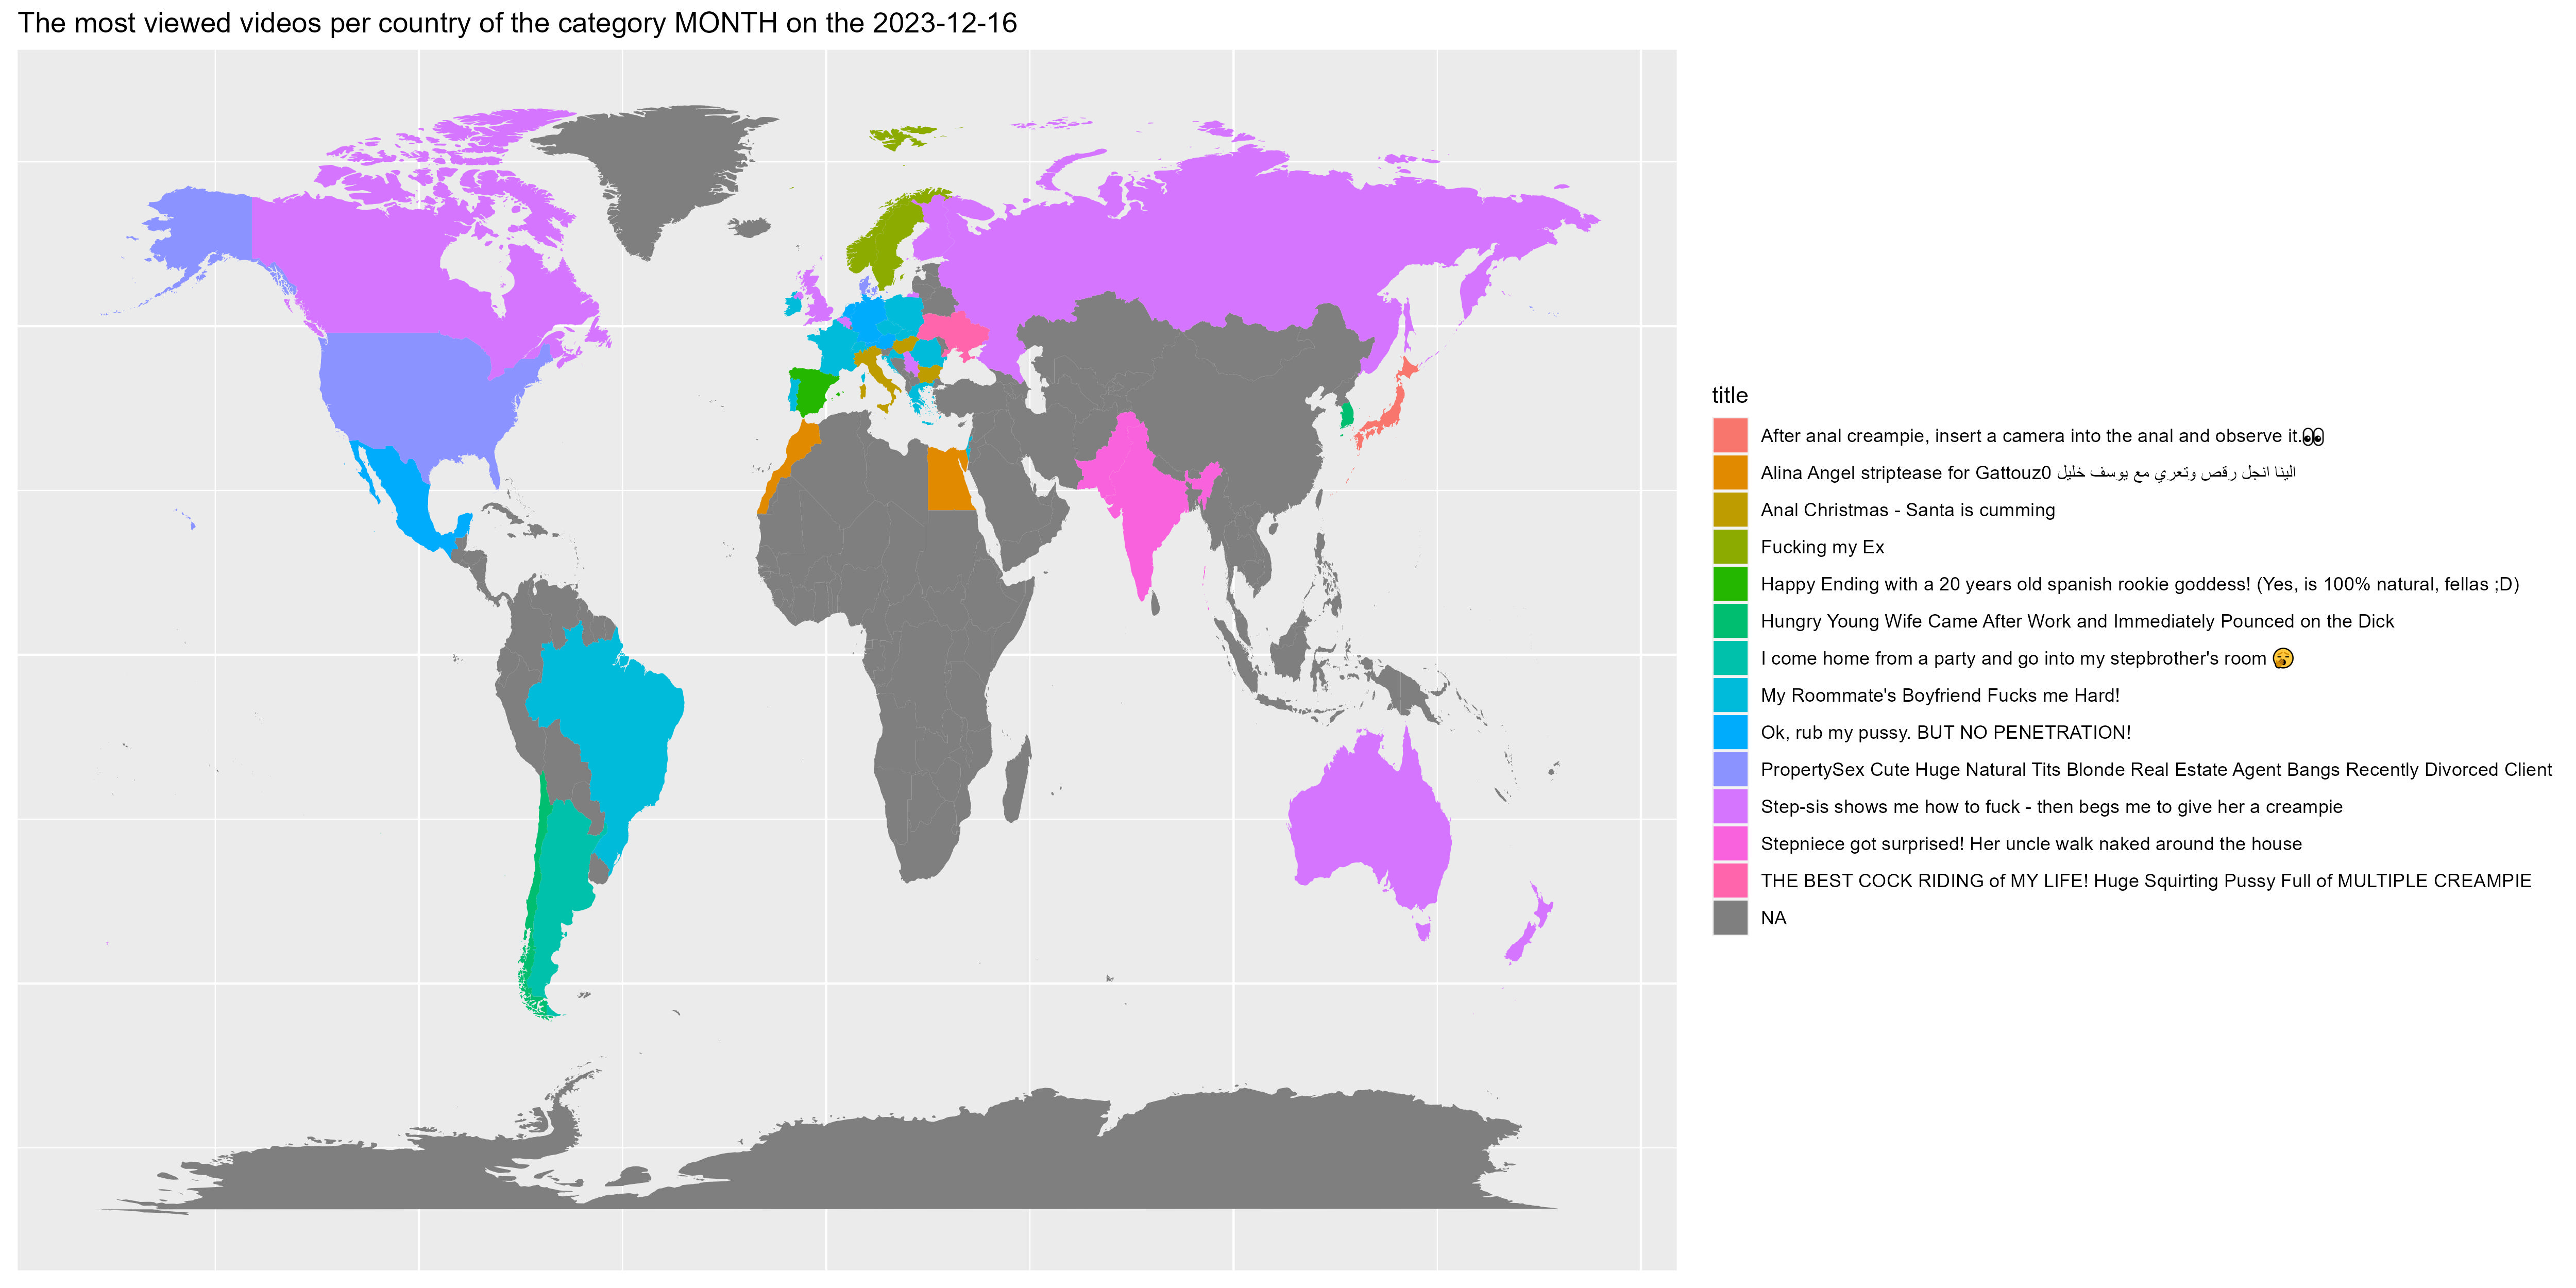 The most viewed videos per country of the category MONTH on the 2023-12-16
title
After anal creampie, insert a camera into the anal and observe it.👀
Alina Angel striptease for Gattouz0 الينا انجل رقص وتعري مع يوسف خليل
Anal Christmas - Santa is cumming
Fucking my Ex
Happy Ending with a 20 years old spanish rookie goddess! (Yes, is 100% natural, fellas ;D)
Hungry Young Wife Came After Work and Immediately Pounced on the Dick
I come home from a party and go into my stepbrother's room 🥱
My Roommate's Boyfriend Fucks me Hard!
Ok, rub my pussy. BUT NO PENETRATION!
PropertySex Cute Huge Natural Tits Blonde Real Estate Agent Bangs Recently Divorced Client
Step-sis shows me how to fuck - then begs me to give her a creampie
Stepniece got surprised! Her uncle walk naked around the house
THE BEST COCK RIDING of MY LIFE! Huge Squirting Pussy Full of MULTIPLE CREAMPIE
NA